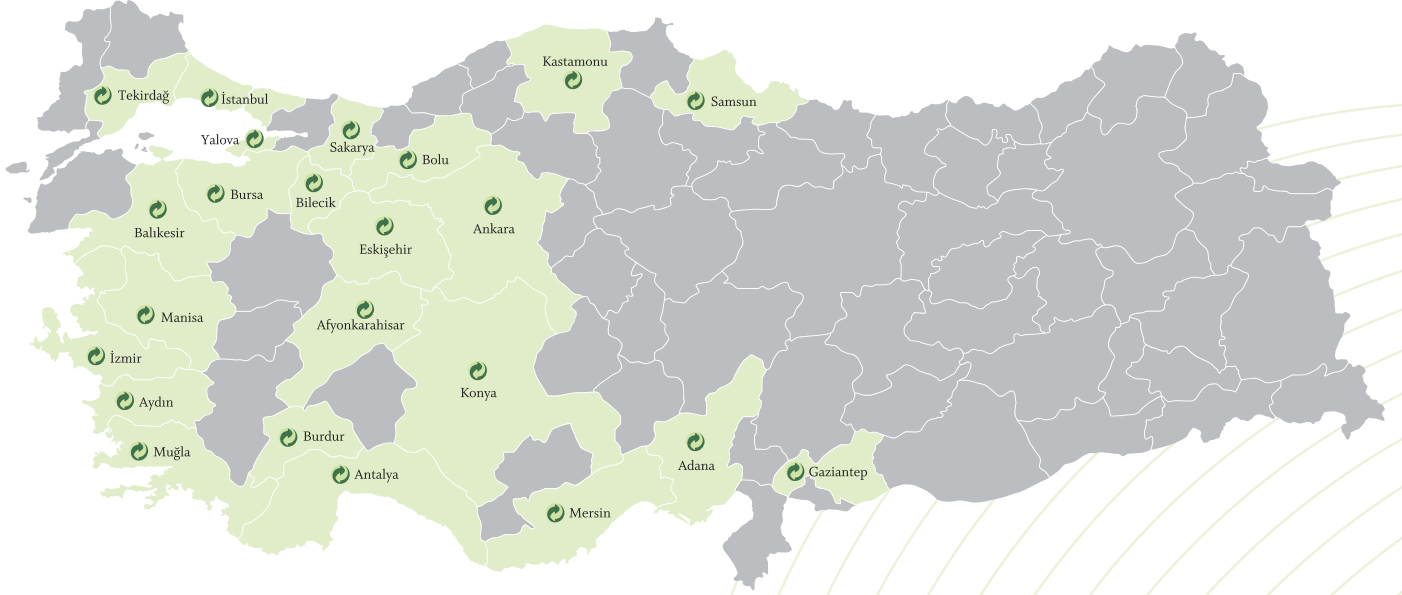 Kastamonu
Tekirdağ
İstanbul
Samsun
Yalova
Sakarya
Bolu
Bursa
Bilecik
Balıkesir
Ankara
Eskişehir
Manisa
Afyonkarahisar
İzmir
Konya
Aydın
Burdur
Muğla
Adana
Gaziantep
Antalya
Mersin